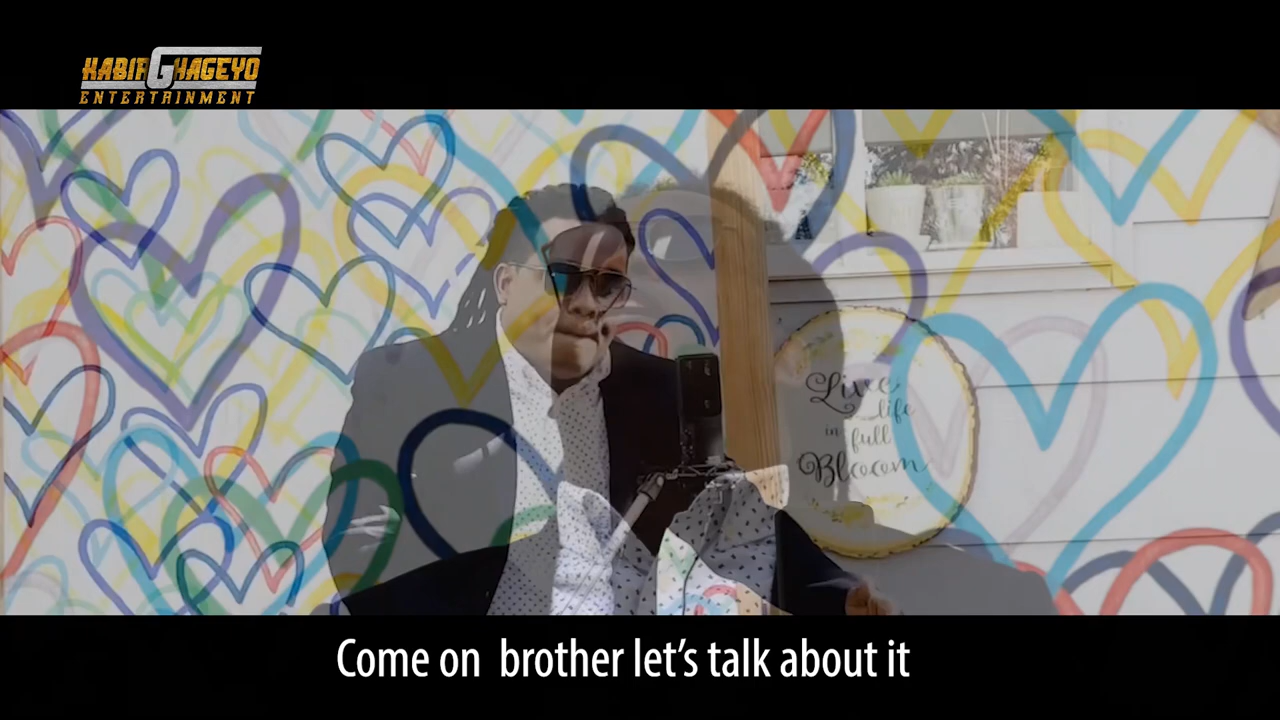 KABIR GHAGEYO
ENTERTAINMENT
Live
life
in full
Bloom
Come on brother let's talk about it